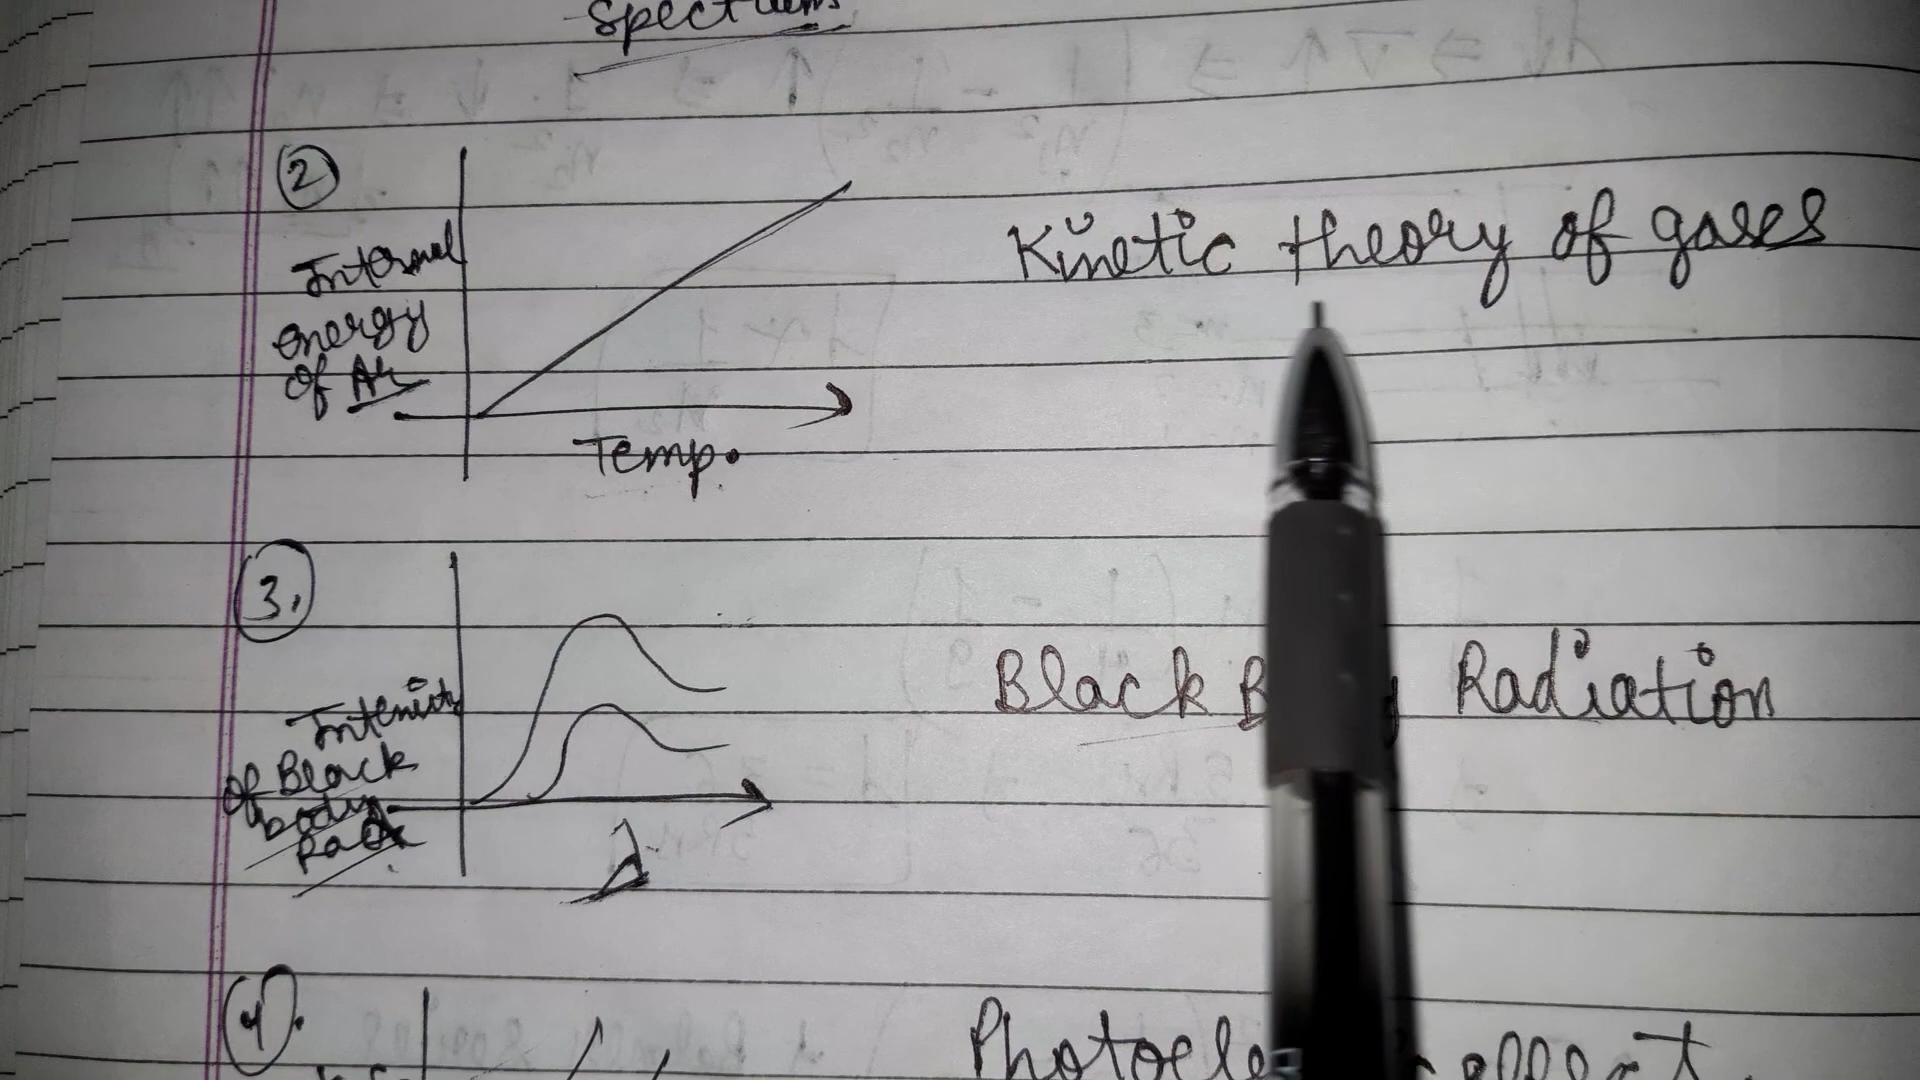 Spectrum
②
Internal
energy
of Ar
Temp.
Kinetic theory of gases
③.
Intensity
of Black
body
Rad
λ
Black Radiation
④.